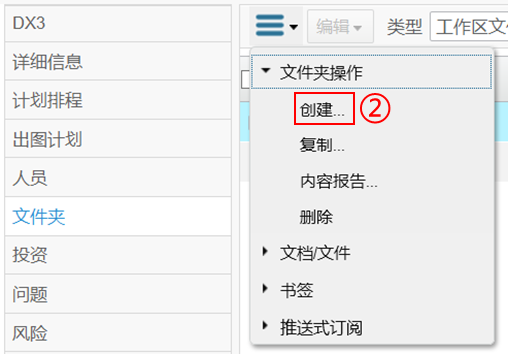 DX3
详细信息
计划排程
出图计划
人员
文件夹
投资
问题
风险
编辑 类型 工作区文
文件夹操作
创建... ②
复制...
内容报告...
删除
文档/文件
书签
推送式订阅